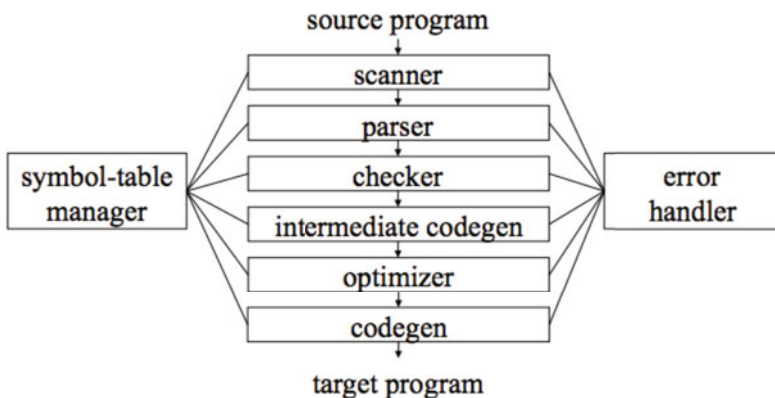 source program
scanner
parser
symbol-table
manager
checker
error
handler
intermediate codegen
optimizer
codegen
target program